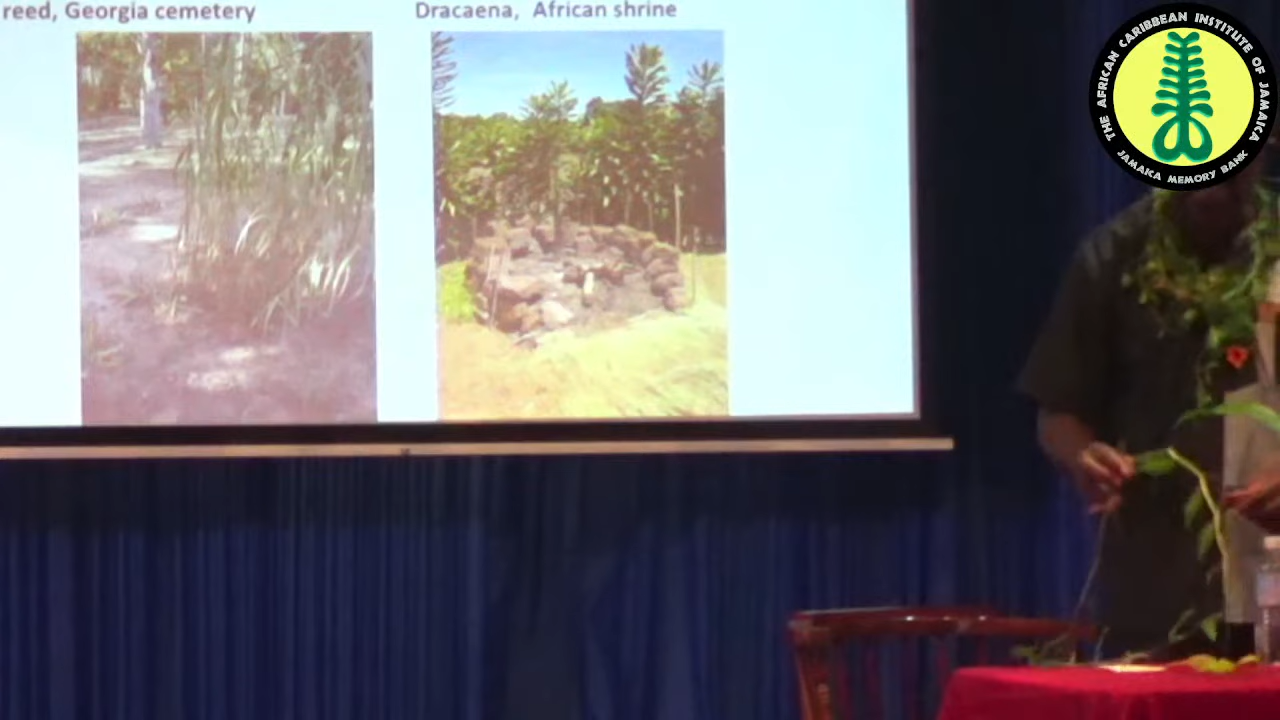 reed, Georgia cemetery
Dracaena, African shrine
THE AFRICAN CARIBBEAN INSTITUTE OF JAMAICA
JAMAICA MEMORY BANK